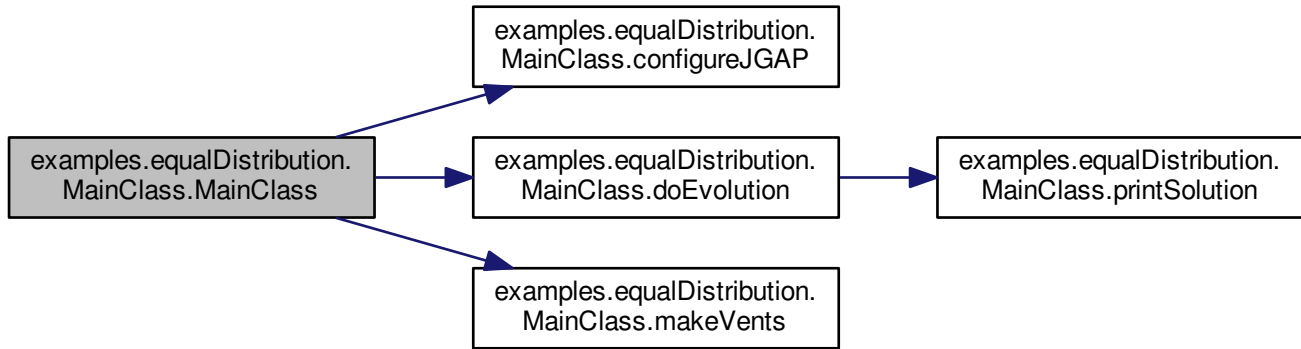 examples.equalDistribution.
MainClass.configureJGAP
examples.equalDistribution.
MainClass.MainClass
examples.equalDistribution.
MainClass.doEvolution
examples.equalDistribution.
MainClass.printSolution
examples.equalDistribution.
MainClass.makeVents